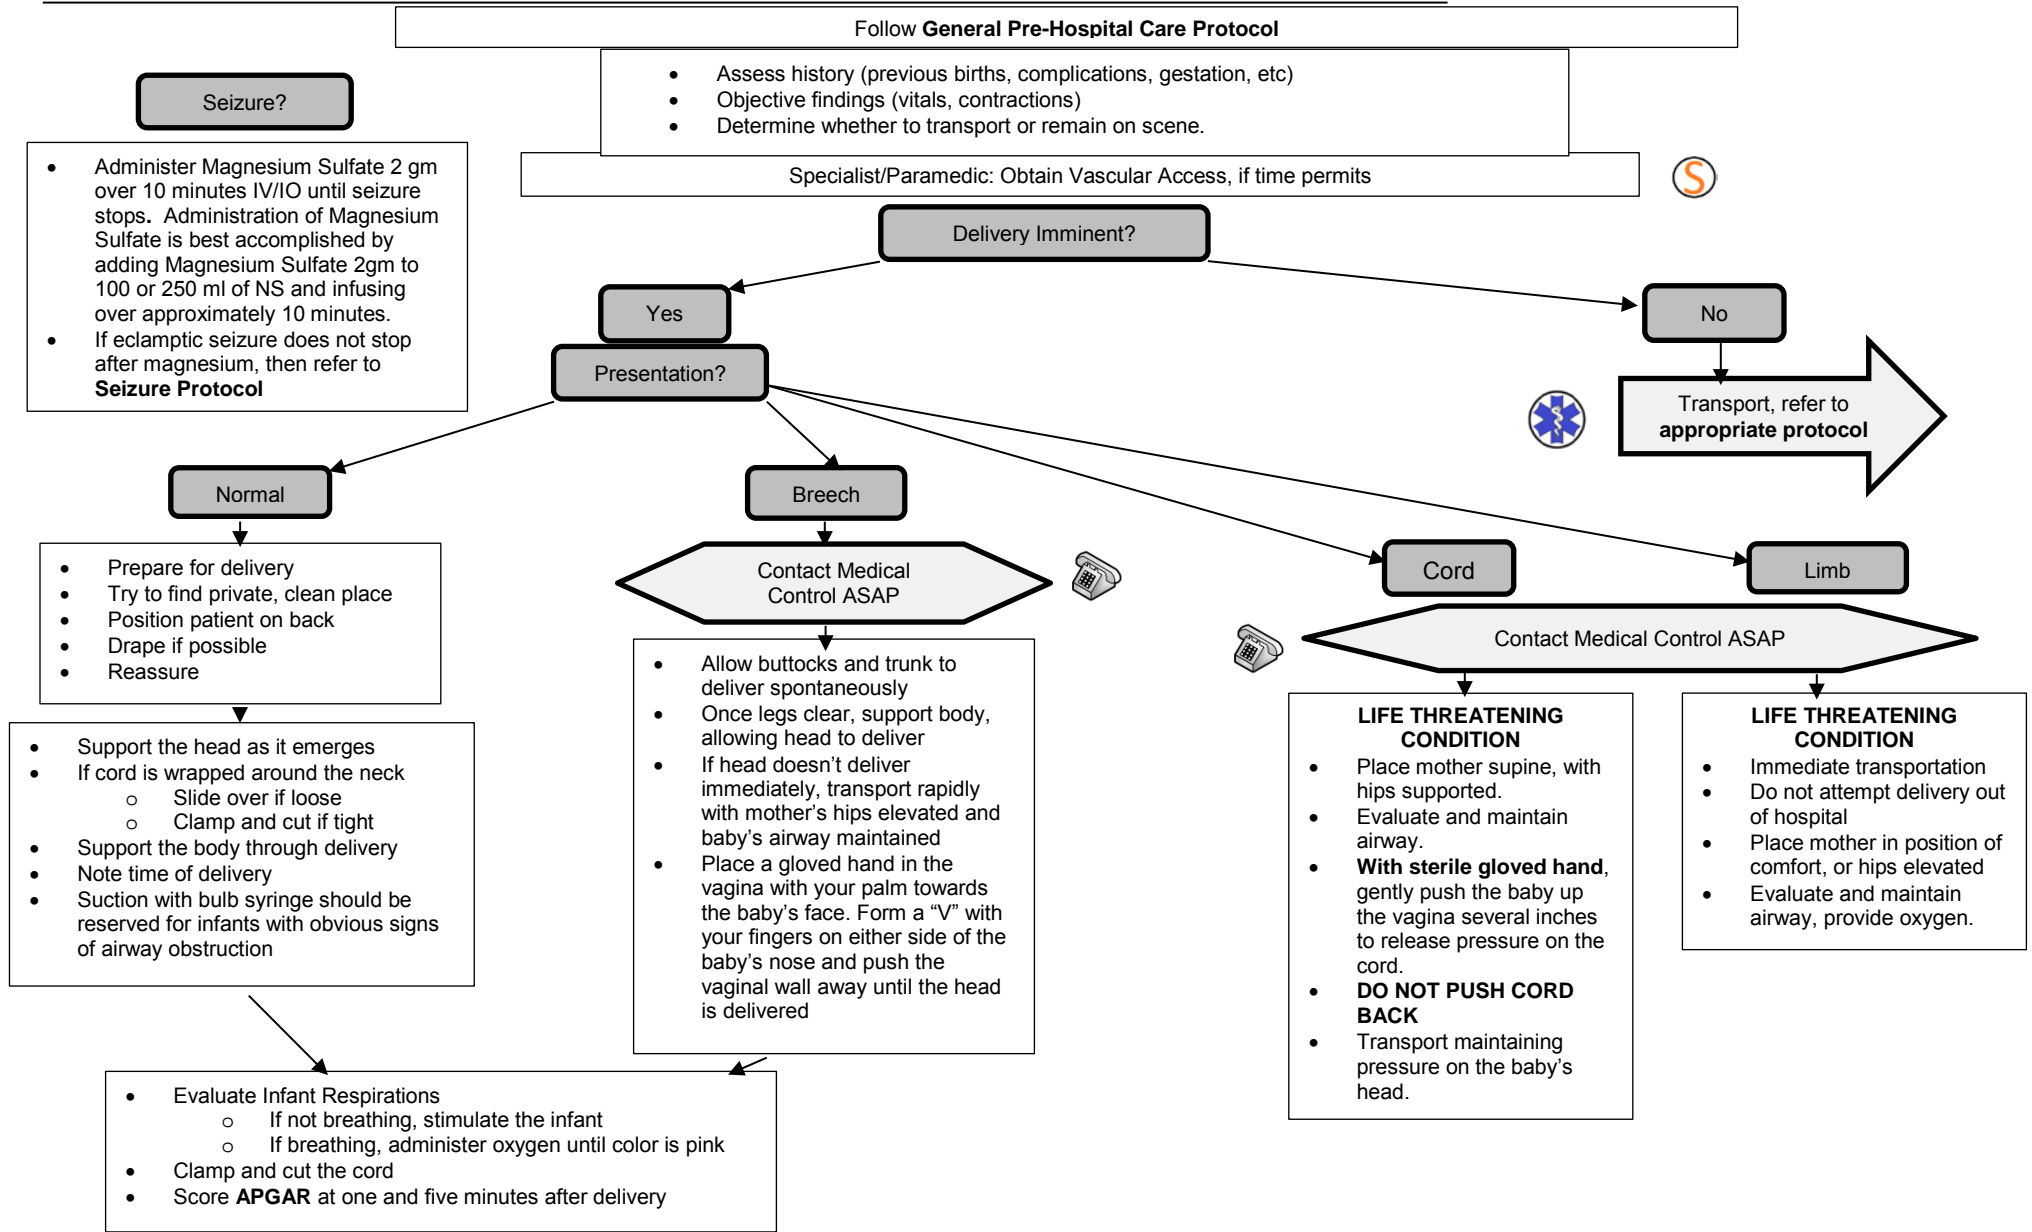 Follow General Pre-Hospital Care Protocol
• Assess history (previous births, complications, gestation, etc)
• Objective findings (vitals, contractions)
• Determine whether to transport or remain on scene.
Specialist/Paramedic: Obtain Vascular Access, if time permits
S
Seizure?
• Administer Magnesium Sulfate 2 gm
over 10 minutes IV/IO until seizure
stops. Administration of Magnesium
Sulfate is best accomplished by
adding Magnesium Sulfate 2gm to
100 or 250 ml of NS and infusing
over approximately 10 minutes.
• If eclamptic seizure does not stop
after magnesium, then refer to
Seizure Protocol
Delivery Imminent?
Yes
No
Presentation?
Transport, refer to
appropriate protocol
Normal
• Prepare for delivery
• Try to find private, clean place
• Position patient on back
• Drape if possible
• Reassure
• Support the head as it emerges
• If cord is wrapped around the neck
o Slide over if loose
o Clamp and cut if tight
• Support the body through delivery
• Note time of delivery
• Suction with bulb syringe should be
reserved for infants with obvious signs
of airway obstruction
Breech
Contact Medical
Control ASAP
• Allow buttocks and trunk to
deliver spontaneously
• Once legs clear, support body,
allowing head to deliver
• If head doesn’t deliver
immediately, transport rapidly
with mother’s hips elevated and
baby’s airway maintained
• Place a gloved hand in the
vagina with your palm towards
the baby’s face. Form a “V” with
your fingers on either side of the
baby’s nose and push the
vaginal wall away until the head
is delivered
Cord
Limb
Contact Medical Control ASAP
LIFE THREATENING
CONDITION
• Place mother supine, with
hips supported.
• Evaluate and maintain
airway.
• With sterile gloved hand,
gently push the baby up
the vagina several inches
to release pressure on the
cord.
• DO NOT PUSH CORD
BACK
• Transport maintaining
pressure on the baby’s
head.
LIFE THREATENING
CONDITION
• Immediate transportation
• Do not attempt delivery out
of hospital
• Place mother in position of
comfort, or hips elevated
• Evaluate and maintain
airway, provide oxygen.
• Evaluate Infant Respirations
o If not breathing, stimulate the infant
o If breathing, administer oxygen until color is pink
• Clamp and cut the cord
• Score APGAR at one and five minutes after delivery